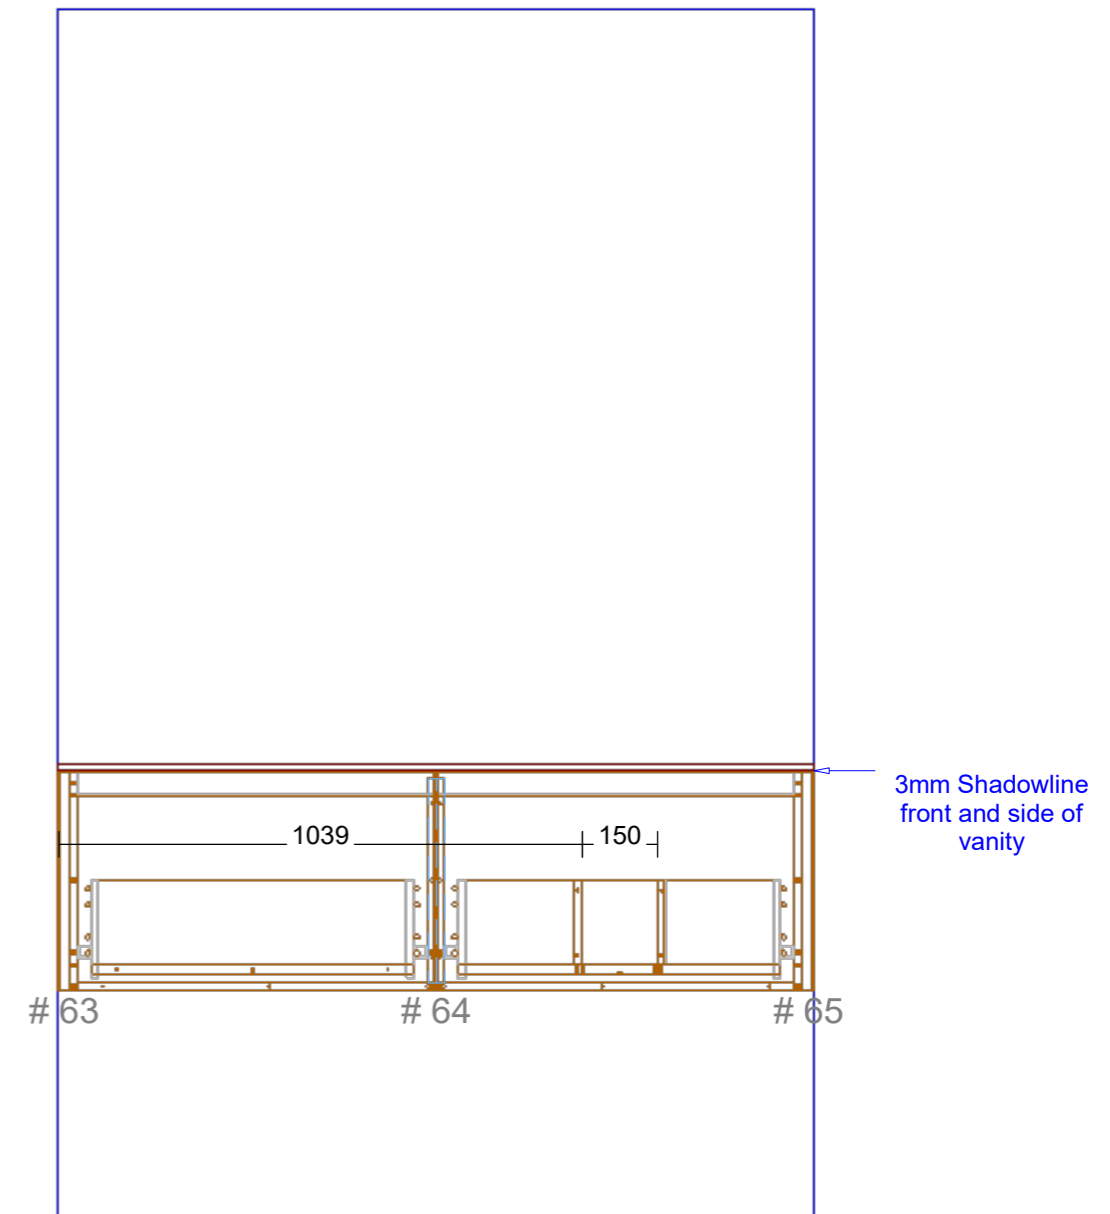 3mm Shadowline
front and side of
vanity
1039
150
# 63
# 64
# 65